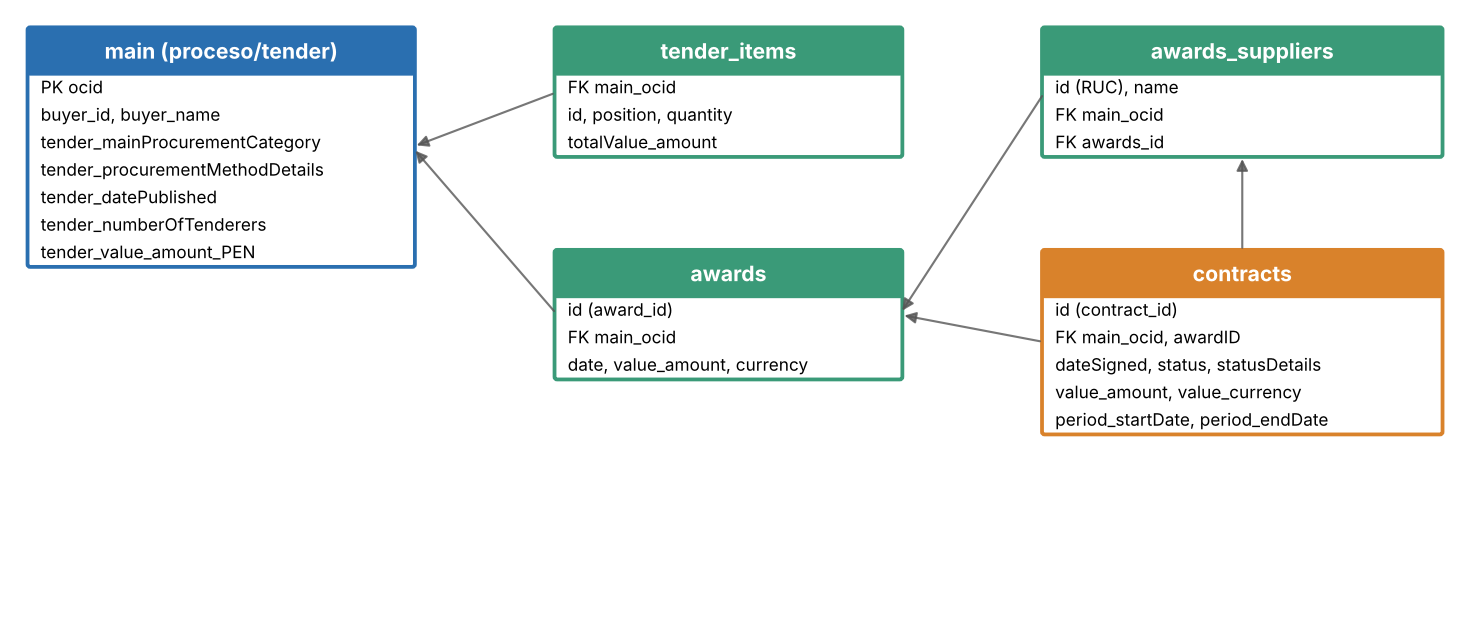 main (proceso/tender)
PK ocid
buyer_id, buyer_name
tender_mainProcurementCategory
tender_procurementMethodDetails
tender_datePublished
tender_numberOfTenderers
tender_value_amount_PEN
tender_items
FK main_ocid
id, position, quantity
totalValue_amount
awards_suppliers
id (RUC), name
FK main_ocid
FK awards_id
awards
id (award_id)
FK main_ocid
date, value_amount, currency
contracts
id (contract_id)
FK main_ocid, awardID
dateSigned, status, statusDetails
value_amount, value_currency
period_startDate, period_endDate